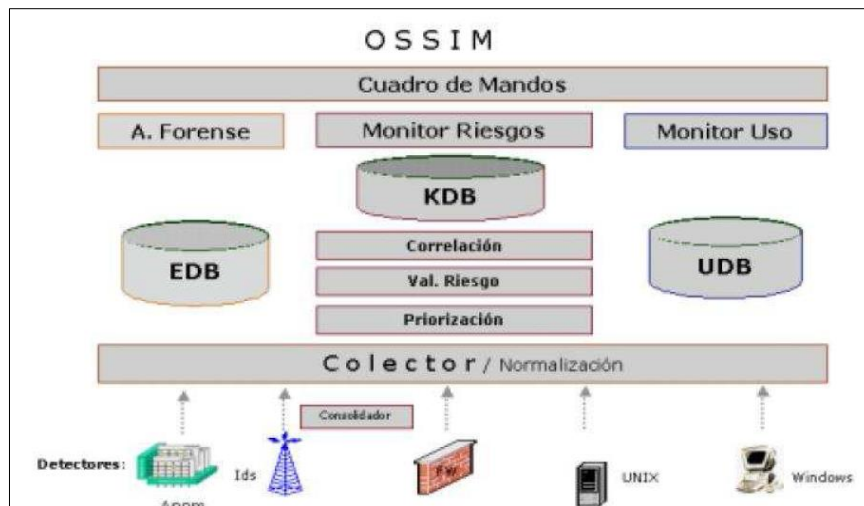 OSSIM
Cuadro de Mandos
A. Forense
Monitor Riesgos
Monitor Uso
KDB
EDB
Correlación
UDB
Val. Riesgo
Priorización
Colector / Normalización
Consolidador
Detectores:
Ids
FW
UNIX
Windows